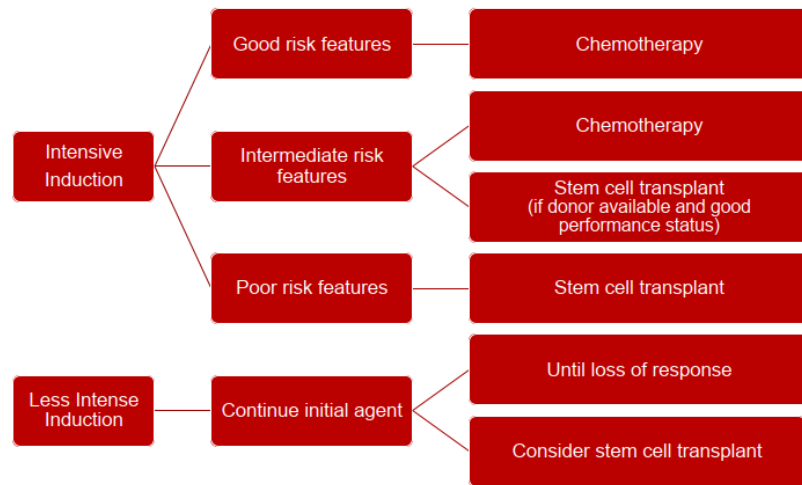 Intensive
Induction
Good risk features
Chemotherapy
Intermediate risk
features
Chemotherapy
Stem cell transplant
(if donor available and good
performance status)
Poor risk features
Stem cell transplant
Less Intense
Induction
Continue initial agent
Until loss of response
Consider stem cell transplant